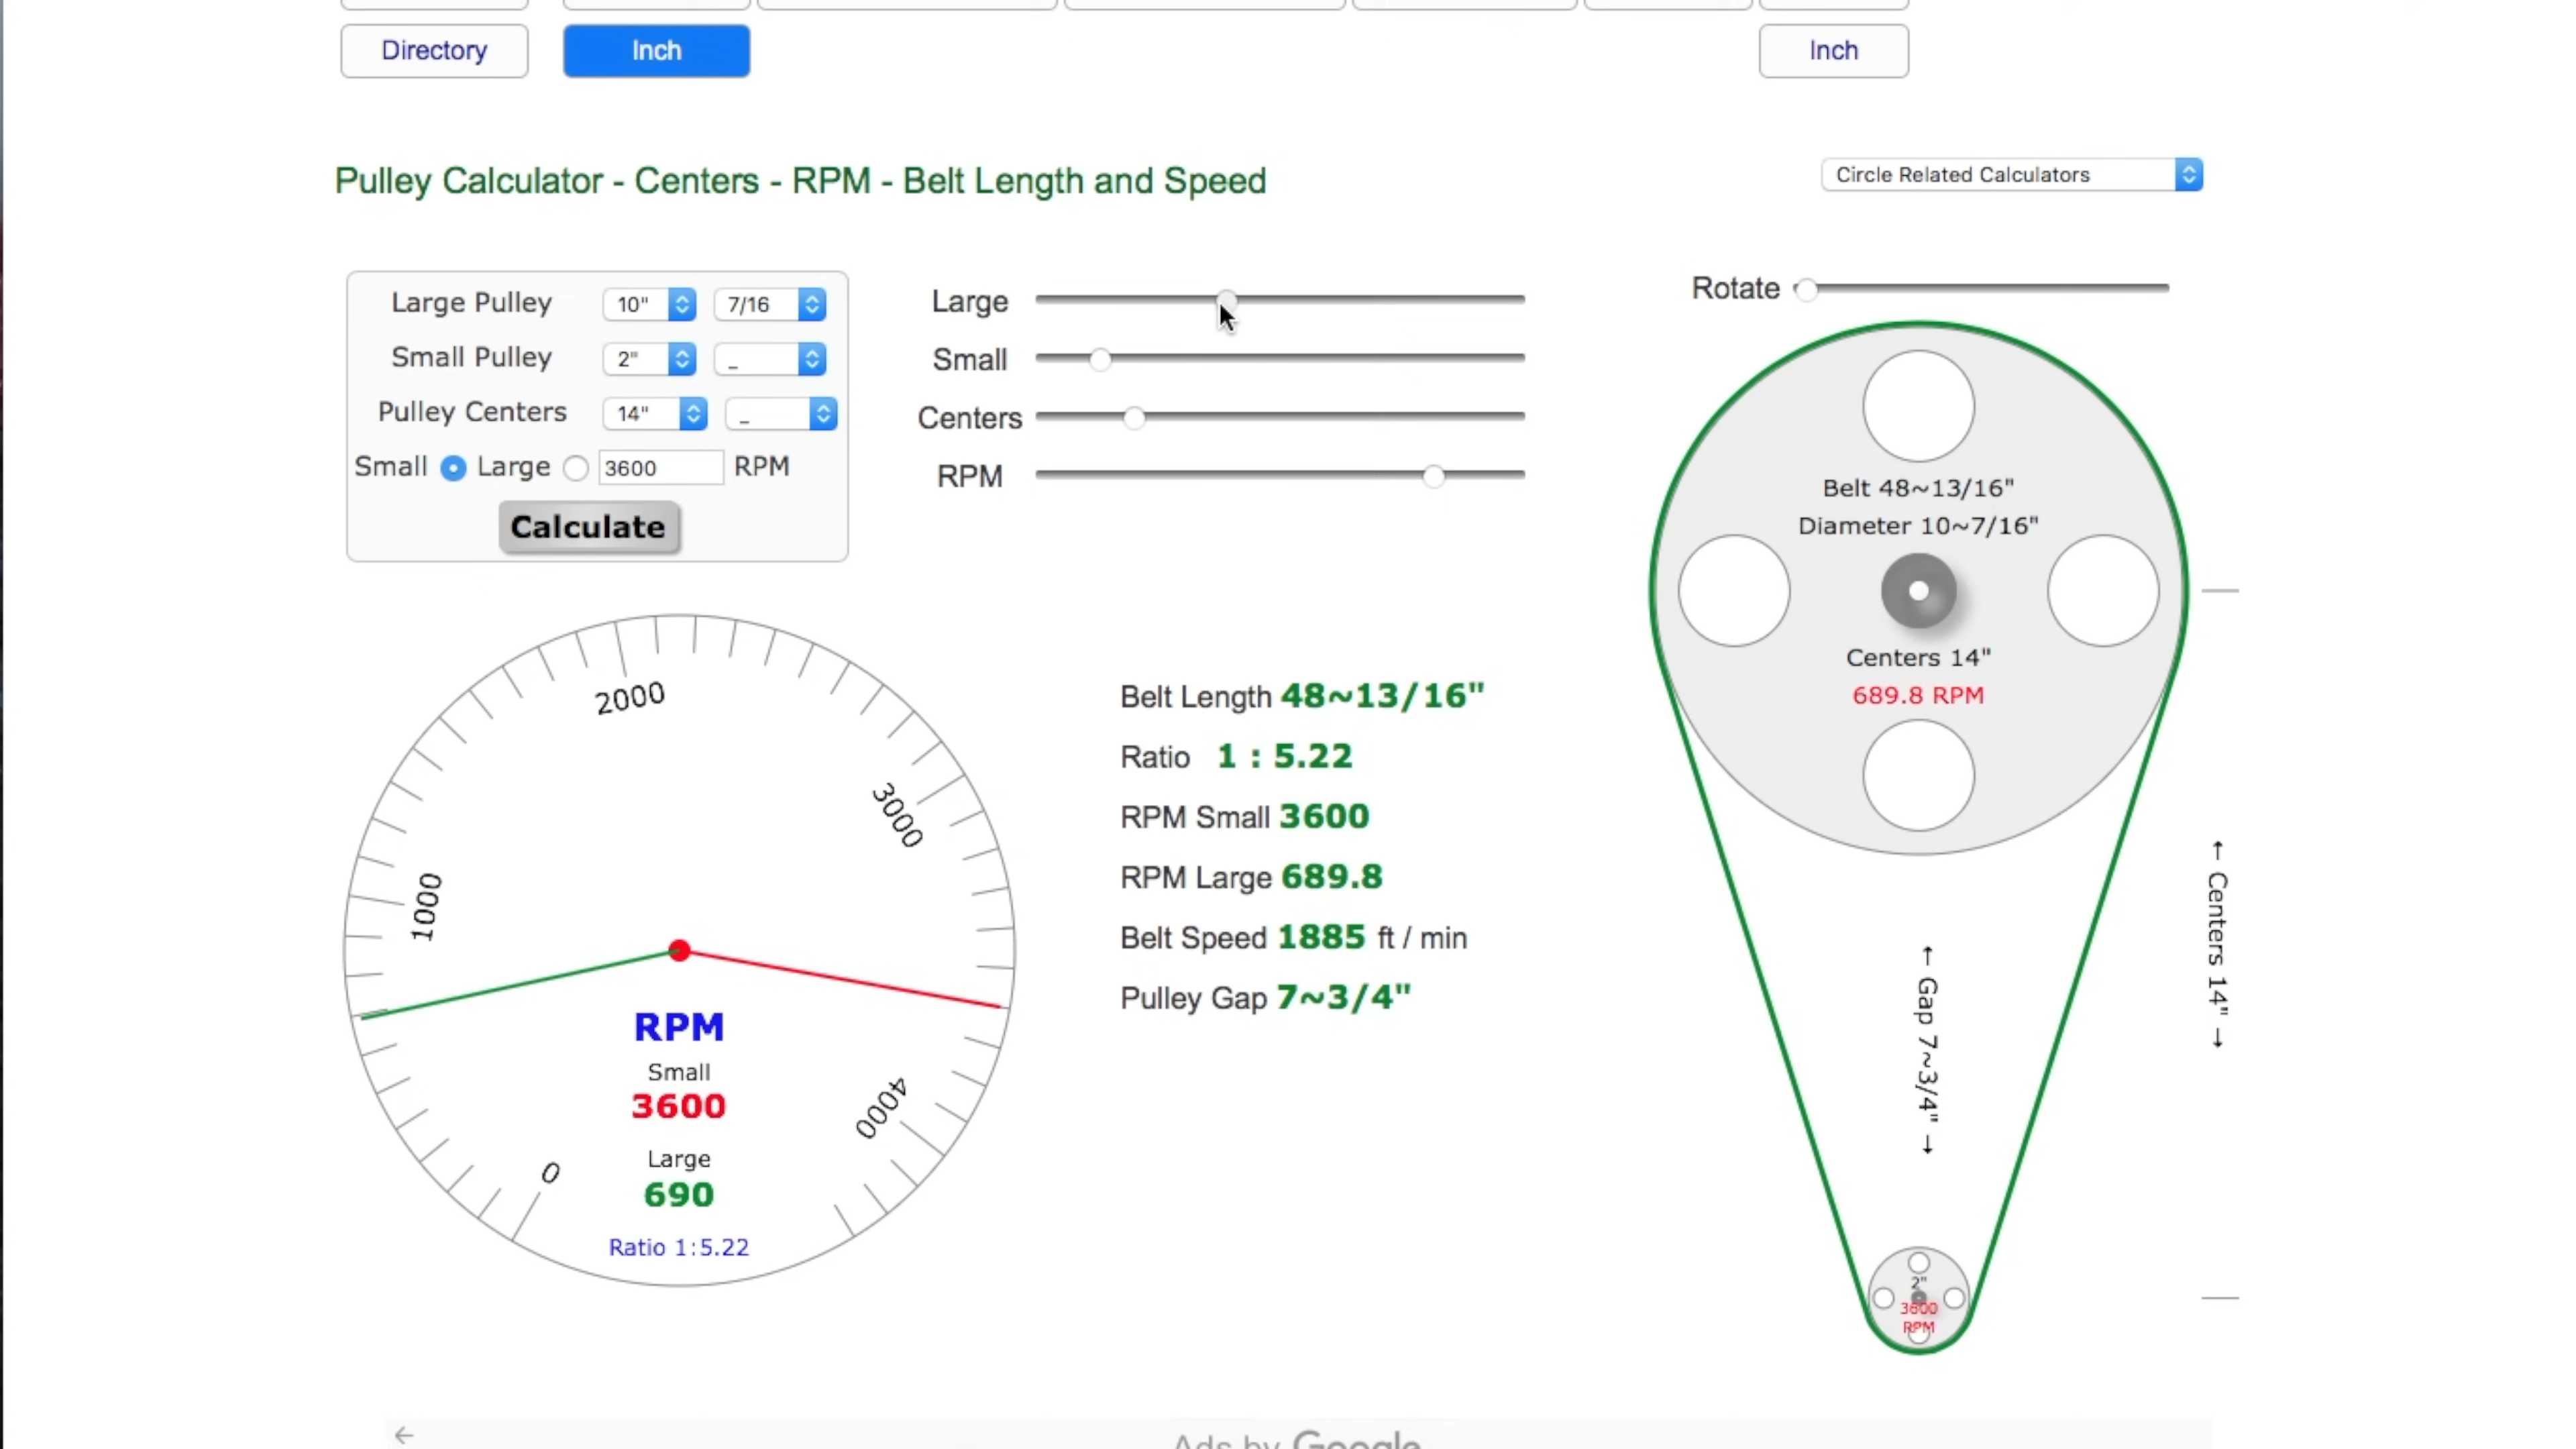 Directory
Inch
Inch
Pulley Calculator - Centers - RPM - Belt Length and Speed
Circle Related Calculators
Large Pulley 10" 7/16
Small Pulley 2" _
Pulley Centers 14" _
Small Large 3600 RPM
Calculate
Large
Small
Centers
RPM
Rotate
Belt 48~13/16"
Diameter 10~7/16"
Centers 14"
689.8 RPM
← Centers 14" →
← Gap 7~3/4" →
2"
3600
RPM
0
1000
2000
3000
4000
RPM
Small
3600
Large
690
Ratio 1:5.22
Belt Length 48~13/16"
Ratio 1 : 5.22
RPM Small 3600
RPM Large 689.8
Belt Speed 1885 ft / min
Pulley Gap 7~3/4"
Ads by Google